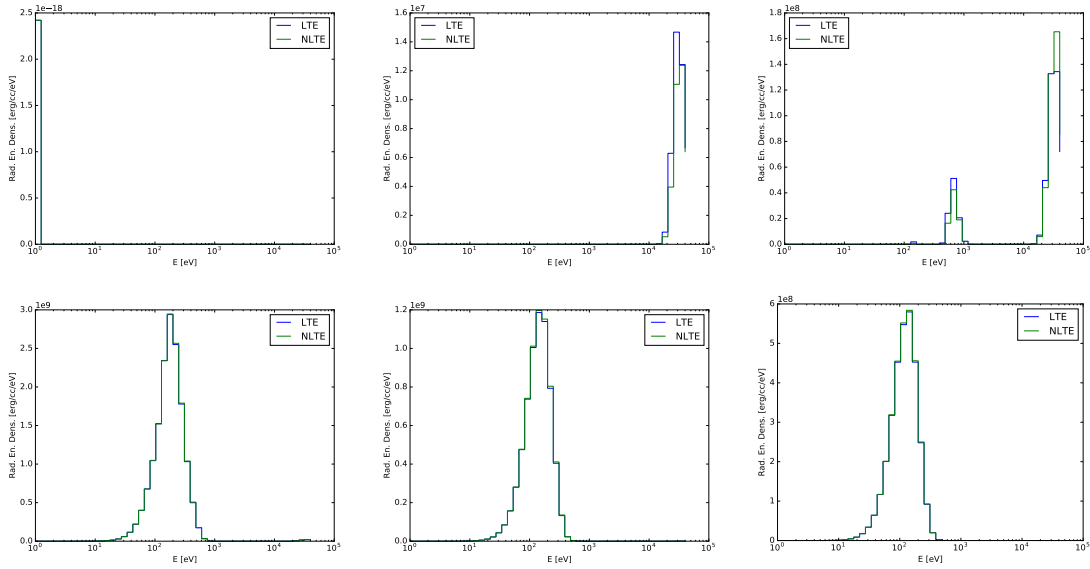 1e−18
2.5
2.0
1.5
1.0
0.5
0.0
Rad. En. Dens. [erg/cc/eV]
LTE
NLTE
10^0 10^1 10^2 10^3 10^4 10^5
E [eV]
1e7
1.6
1.4
1.2
1.0
0.8
0.6
0.4
0.2
0.0
Rad. En. Dens. [erg/cc/eV]
LTE
NLTE
10^0 10^1 10^2 10^3 10^4 10^5
E [eV]
1e8
1.8
1.6
1.4
1.2
1.0
0.8
0.6
0.4
0.2
0.0
Rad. En. Dens. [erg/cc/eV]
LTE
NLTE
10^0 10^1 10^2 10^3 10^4 10^5
E [eV]
1e9
3.0
2.5
2.0
1.5
1.0
0.5
0.0
Rad. En. Dens. [erg/cc/eV]
LTE
NLTE
10^0 10^1 10^2 10^3 10^4 10^5
E [eV]
1e9
1.2
1.0
0.8
0.6
0.4
0.2
0.0
Rad. En. Dens. [erg/cc/eV]
LTE
NLTE
10^0 10^1 10^2 10^3 10^4 10^5
E [eV]
1e8
6
5
4
3
2
1
0
Rad. En. Dens. [erg/cc/eV]
LTE
NLTE
10^0 10^1 10^2 10^3 10^4 10^5
E [eV]